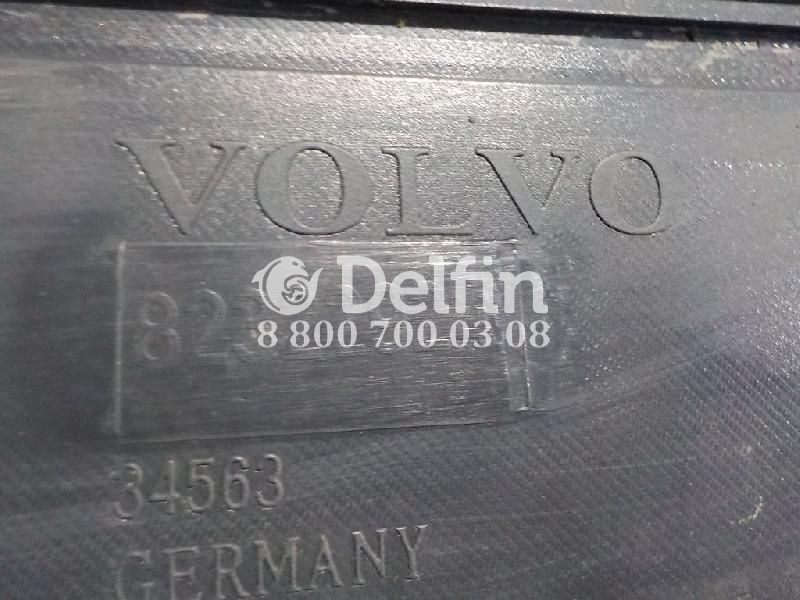 VOLVO
Delfin
8 800 700 03 08
34563
GERMANY